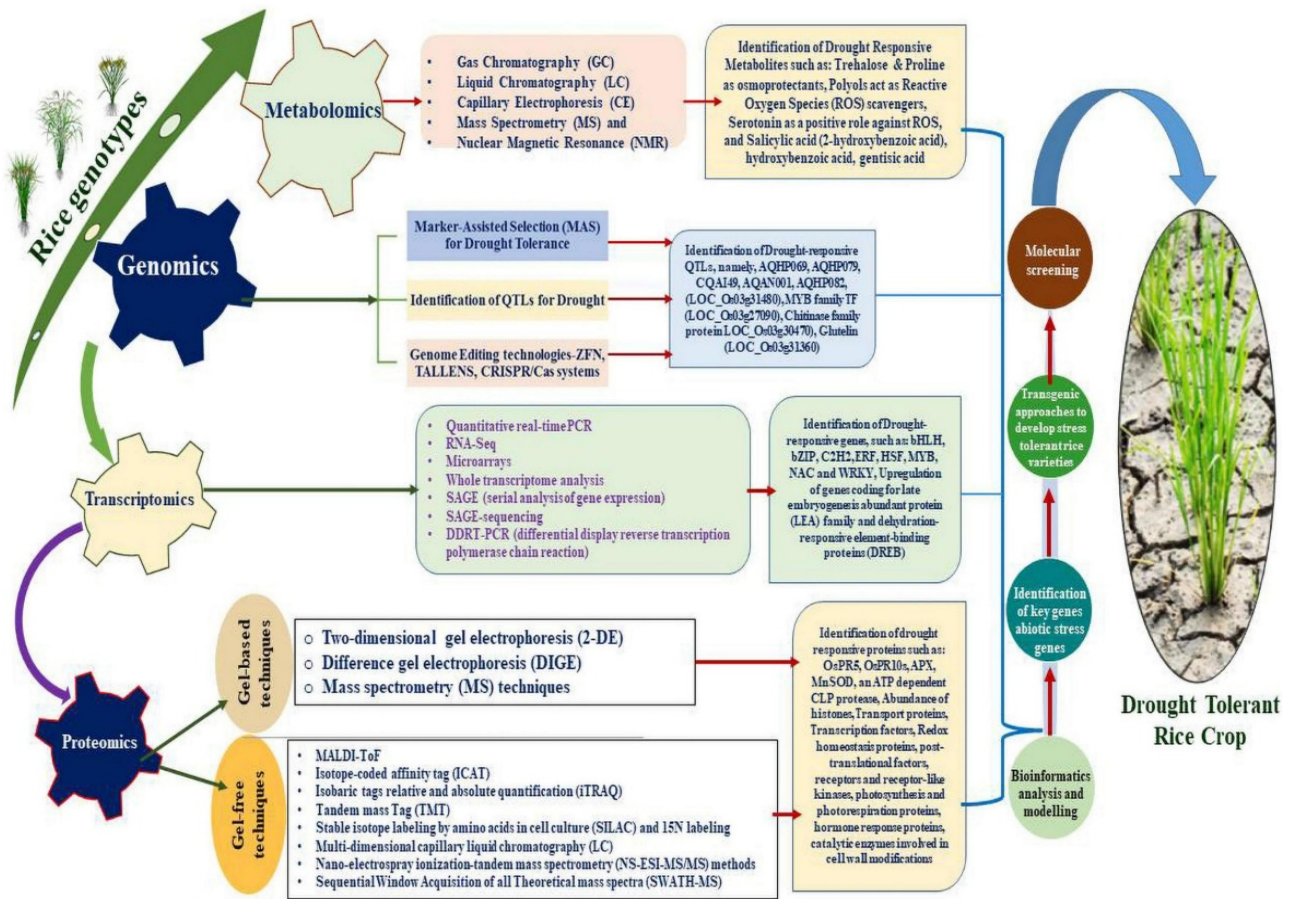 Rice genotypes
Metabolomics
• Gas Chromatography (GC)
• Liquid Chromatography (LC)
• Capillary Electrophoresis (CE)
• Mass Spectrometry (MS) and
• Nuclear Magnetic Resonance (NMR)
Identification of Drought Responsive
Metabolites such as: Trehalose & Proline
as osmoprotectants, Polyols act as Reactive
Oxygen Species (ROS) scavengers,
Serotonin as a positive role against ROS,
and Salicylic acid (2-hydroxybenzoic acid),
hydroxybenzoic acid, gentisic acid
Genomics
Marker-Assisted Selection (MAS)
for Drought Tolerance
Identification of QTLs for Drought
Genome Editing technologies-ZFN,
TALLENS, CRISPR/Cas systems
Identification of Drought-responsive
QTLs, namely, AQHP069, AQHP079,
CQAI49, AQAN001, AQHP082,
(LOC_Os03g31480), MYB family TF
(LOC_Os03g27090), Chitinase family
protein LOC_Os03g30470), Glutelin
(LOC_Os03g31360)
Transcriptomics
• Quantitative real-time PCR
• RNA-Seq
• Microarrays
• Whole transcriptome analysis
• SAGE (serial analysis of gene expression)
• SAGE-sequencing
• DDRT-PCR (differential display reverse transcription
polymerase chain reaction)
Identification of Drought-
responsive genes, such as: bHLH,
bZIP, C2H2, ERF, HSF, MYB,
NAC and WRKY, Upregulation
of genes coding for late
embryogenesis abundant protein
(LEA) family and dehydration-
responsive element-binding
proteins (DREB)
Proteomics
Gel-based
techniques
o Two-dimensional gel electrophoresis (2-DE)
o Difference gel electrophoresis (DIGE)
o Mass spectrometry (MS) techniques
Gel-free
techniques
• MALDI-ToF
• Isotope-coded affinity tag (ICAT)
• Isobaric tags relative and absolute quantification (iTRAQ)
• Tandem mass Tag (TMT)
• Stable isotope labeling by amino acids in cell culture (SILAC) and 15N labeling
• Multi-dimensional capillary liquid chromatography (LC)
• Nano-electrospray ionization-tandem mass spectrometry (NS-ESI-MS/MS) methods
• Sequential Window Acquisition of all Theoretical mass spectra (SWATH-MS)
Identification of drought
responsive proteins such as:
OsPR5, OsPR10s, APX,
MnSOD, an ATP dependent
CLP protease, Abundance of
histones, Transport proteins,
Transcription factors, Redox
homeostasis proteins, post-
translational factors,
receptors and receptor-like
kinases, photosynthesis and
photorespiration proteins,
hormone response proteins,
catalytic enzymes involved in
cell wall modifications
Molecular
screening
Transgenic
approaches to
develop stress
tolerant rice
varieties
Identification
of key genes
abiotic stress
genes
Bioinformatics
analysis and
modelling
Drought Tolerant
Rice Crop